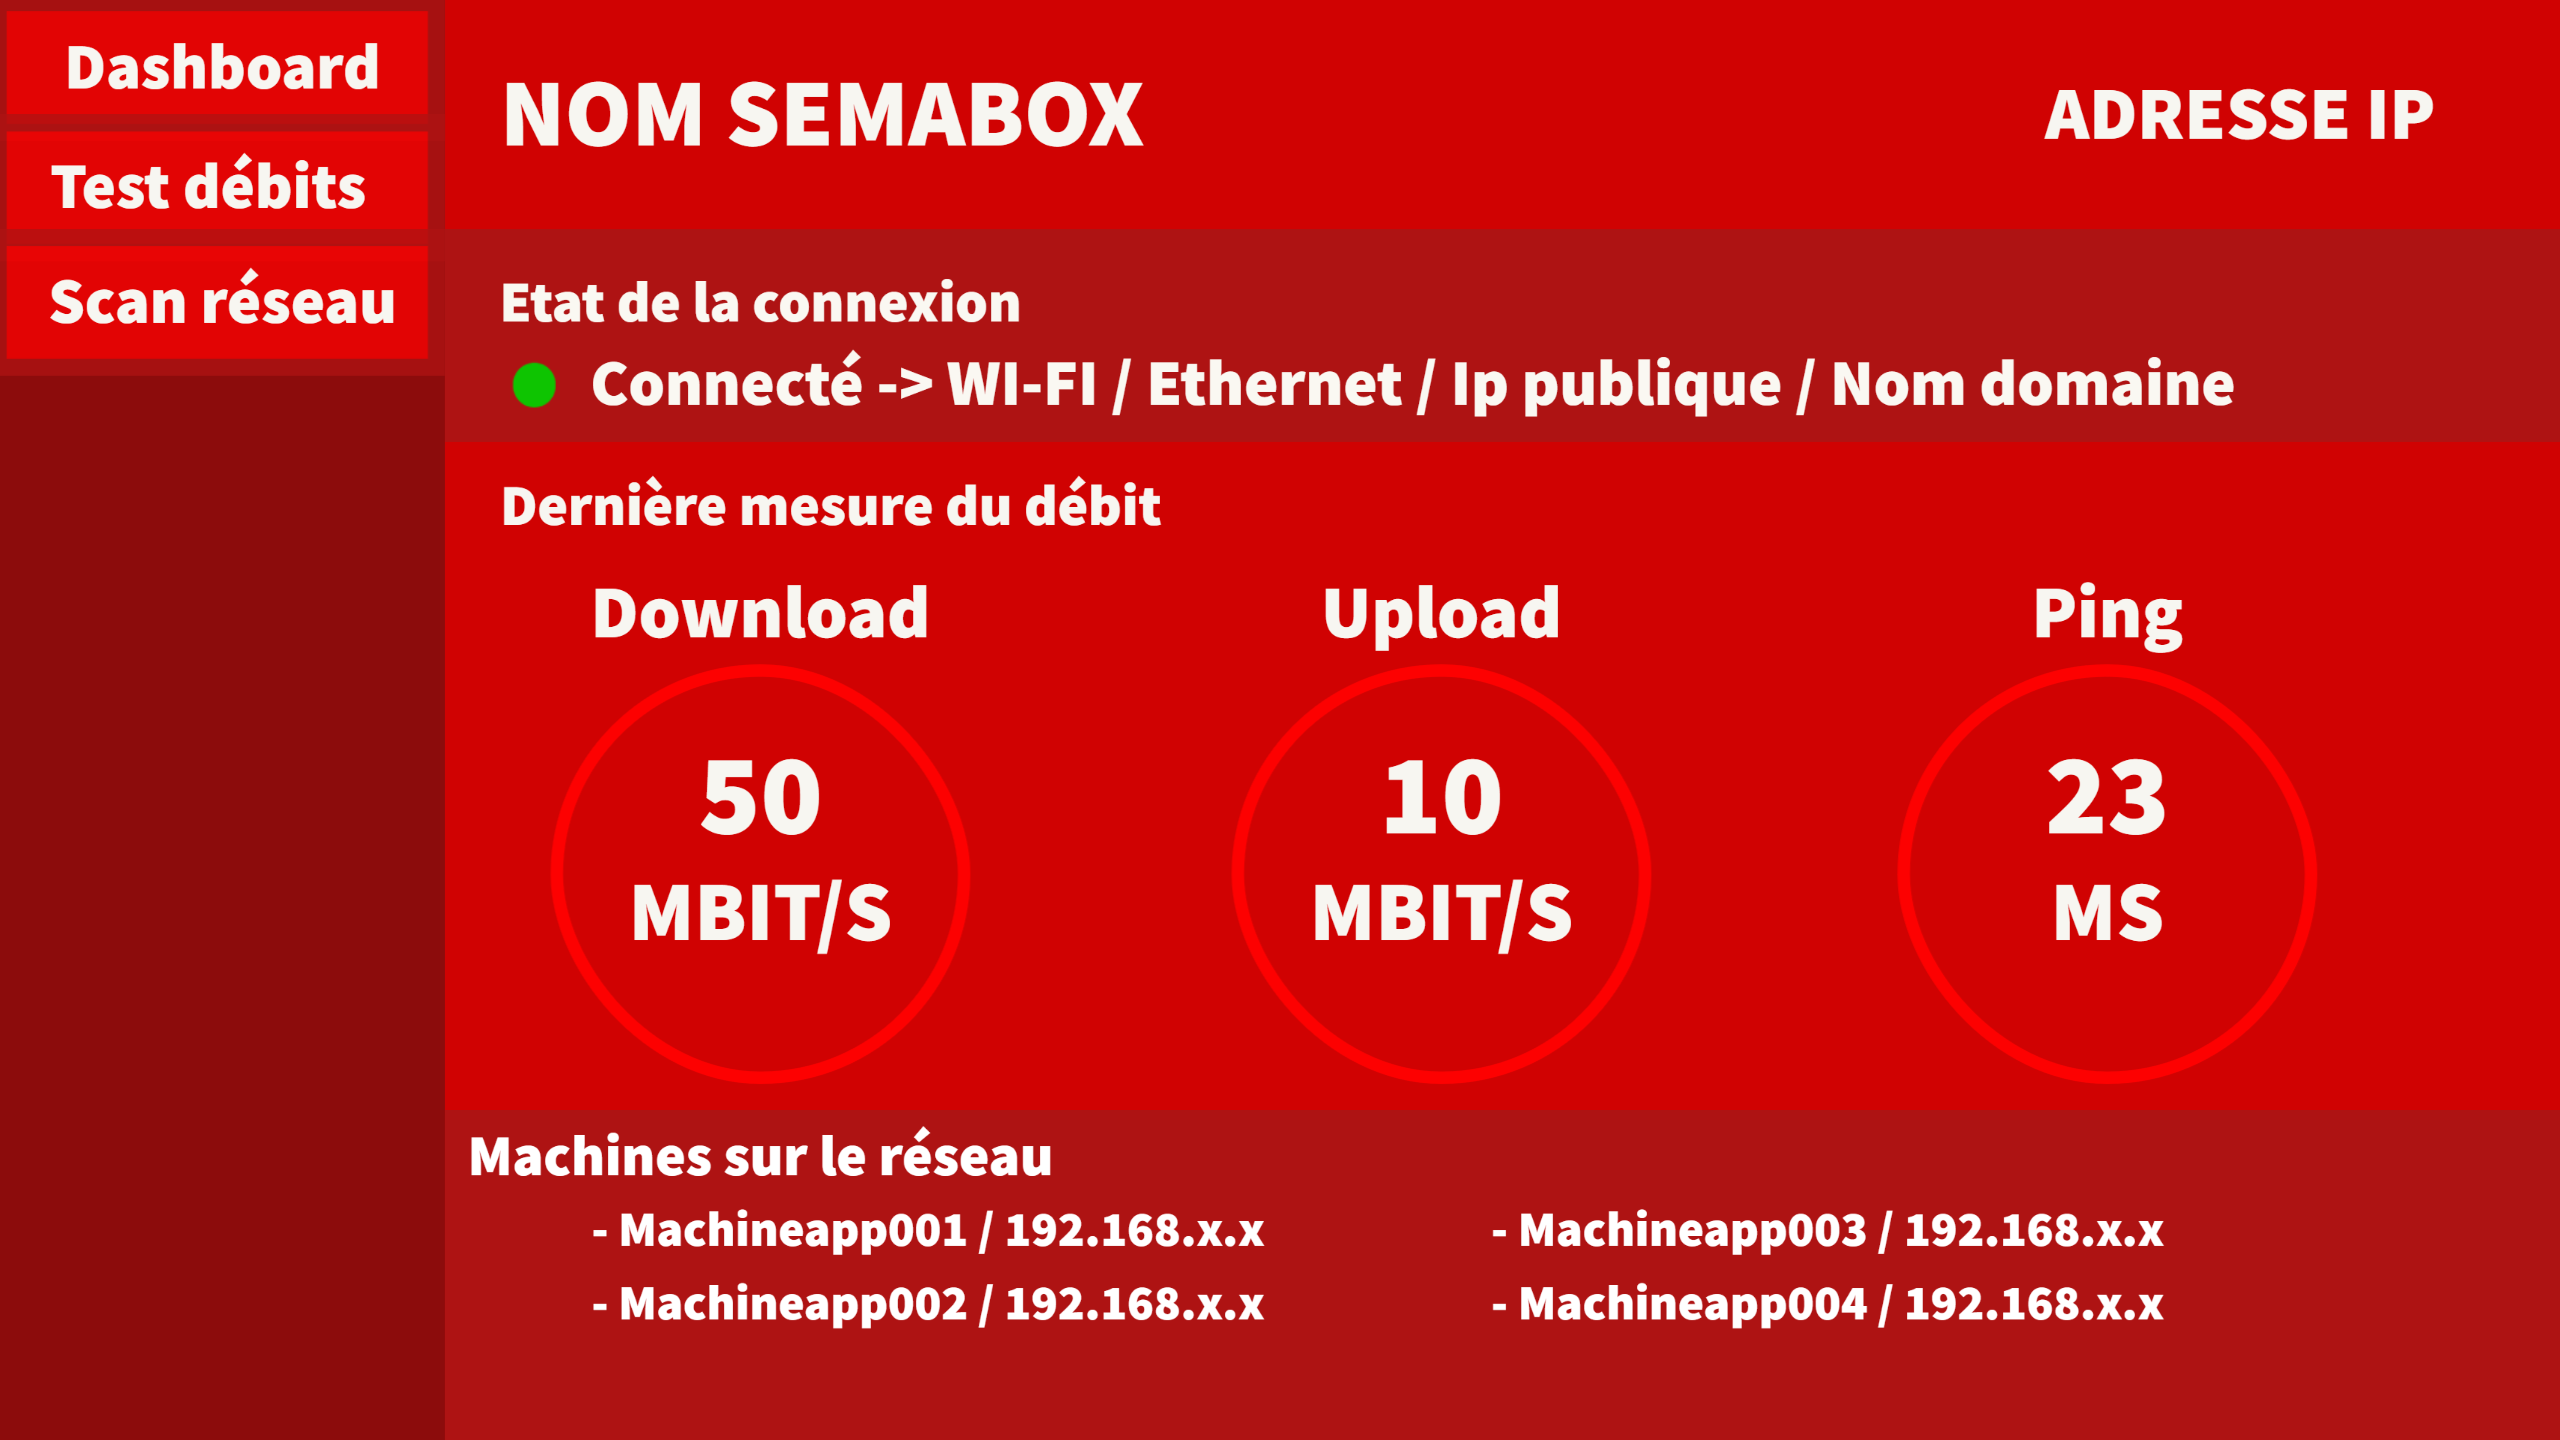 Dashboard
Test débits
Scan réseau
NOM SEMABOX
ADRESSE IP
Etat de la connexion
Connecté -> WI-FI / Ethernet / Ip publique / Nom domaine
Dernière mesure du débit
Download
50
MBIT/S
Upload
10
MBIT/S
Ping
23
MS
Machines sur le réseau
- Machineapp001 / 192.168.x.x
- Machineapp002 / 192.168.x.x
- Machineapp003 / 192.168.x.x
- Machineapp004 / 192.168.x.x